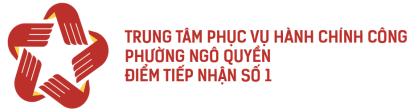 TRUNG TÂM PHỤC VỤ HÀNH CHÍNH CÔNG
PHƯỜNG NGÔ QUYỀN
ĐIỂM TIẾP NHẬN SỐ 1